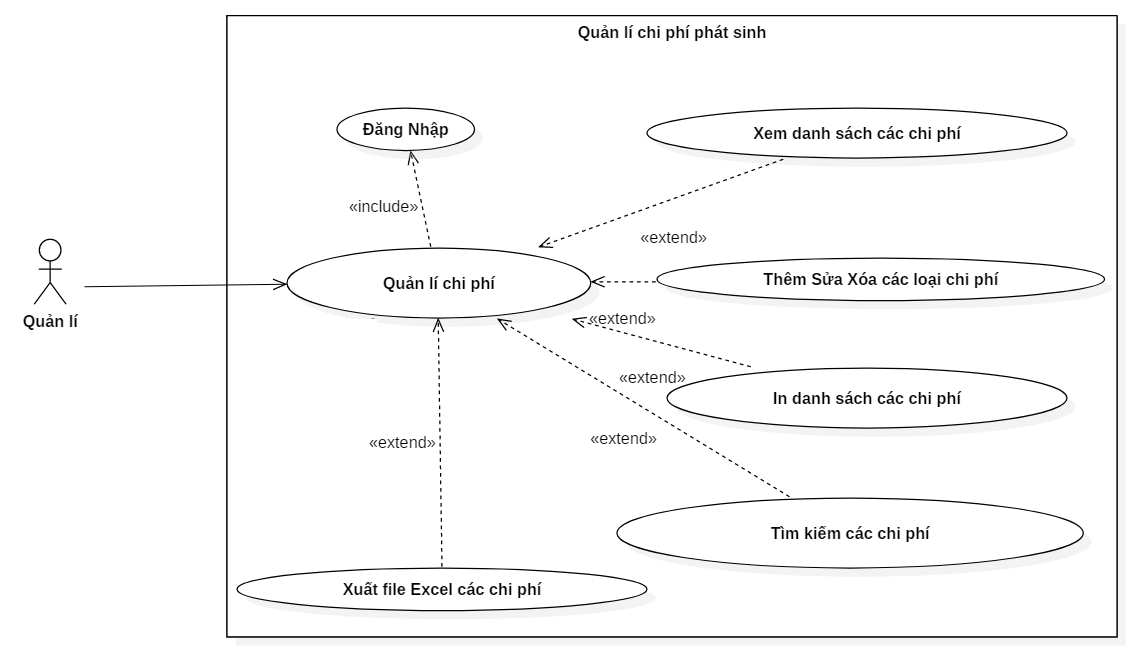 Quản lí chi phí phát sinh
Đăng Nhập
Xem danh sách các chi phí
«include»
«extend»
Quản lí chi phí
Thêm Sửa Xóa các loại chi phí
Quản lí
«extend»
«extend»
In danh sách các chi phí
«extend»
«extend»
Tìm kiếm các chi phí
Xuất file Excel các chi phí